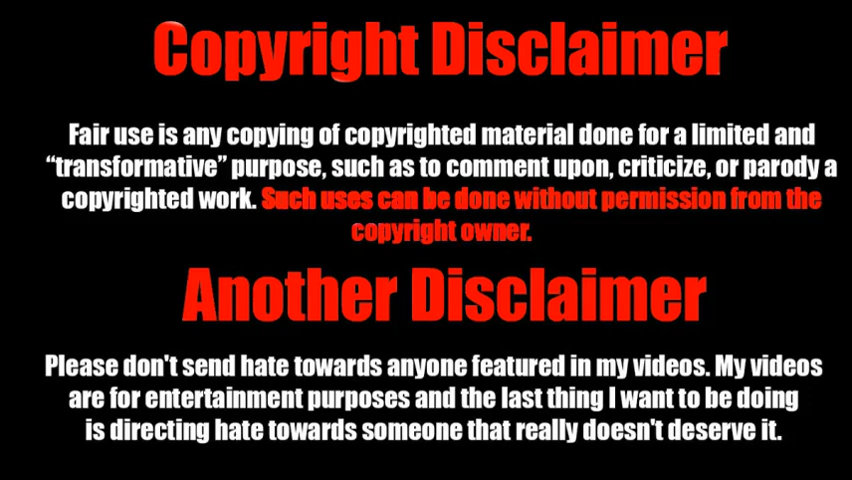 Copyright Disclaimer
Fair use is any copying of copyrighted material done for a limited and
“transformative” purpose, such as to comment upon, criticize, or parody a
copyrighted work. Such uses can be done without permission from the
copyright owner.
Another Disclaimer
Please don't send hate towards anyone featured in my videos. My videos
are for entertainment purposes and the last thing I want to be doing
is directing hate towards someone that really doesn't deserve it.